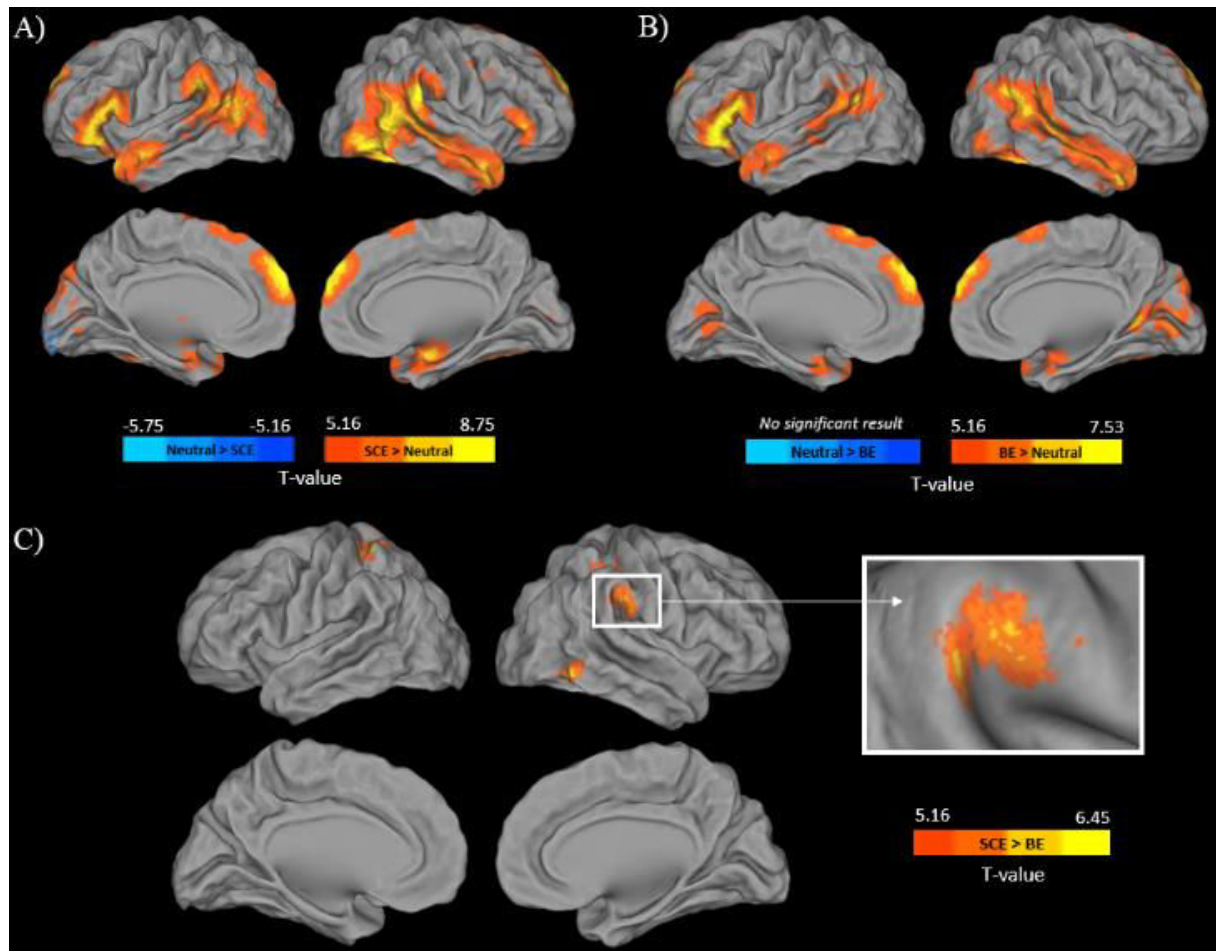 A)
B)
-5.75 -5.16 5.16 8.75
Neutral > SCE SCE > Neutral
T-value
No significant result 5.16 7.53
Neutral > BE BE > Neutral
T-value
C)
5.16 6.45
SCE > BE
T-value